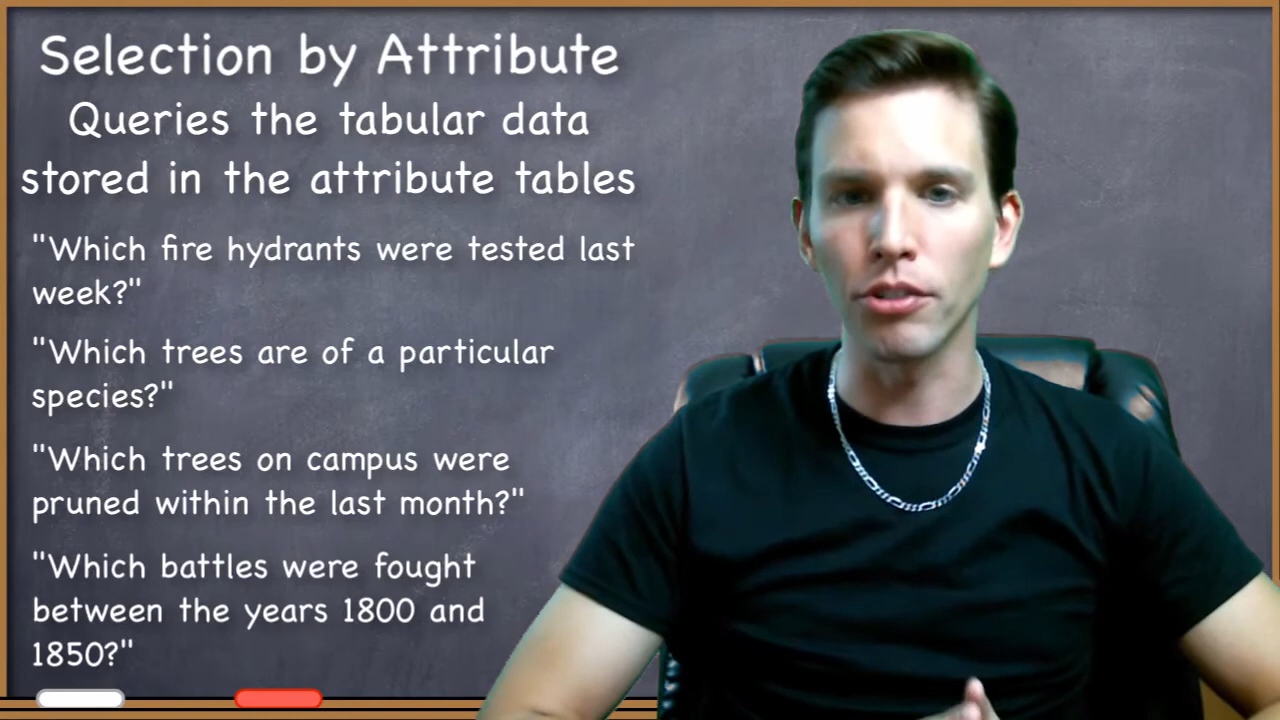 Selection by Attribute
Queries the tabular data
stored in the attribute tables
"Which fire hydrants were tested last
week?"
"Which trees are of a particular
species?"
"Which trees on campus were
pruned within the last month?"
"Which battles were fought
between the years 1800 and
1850?"